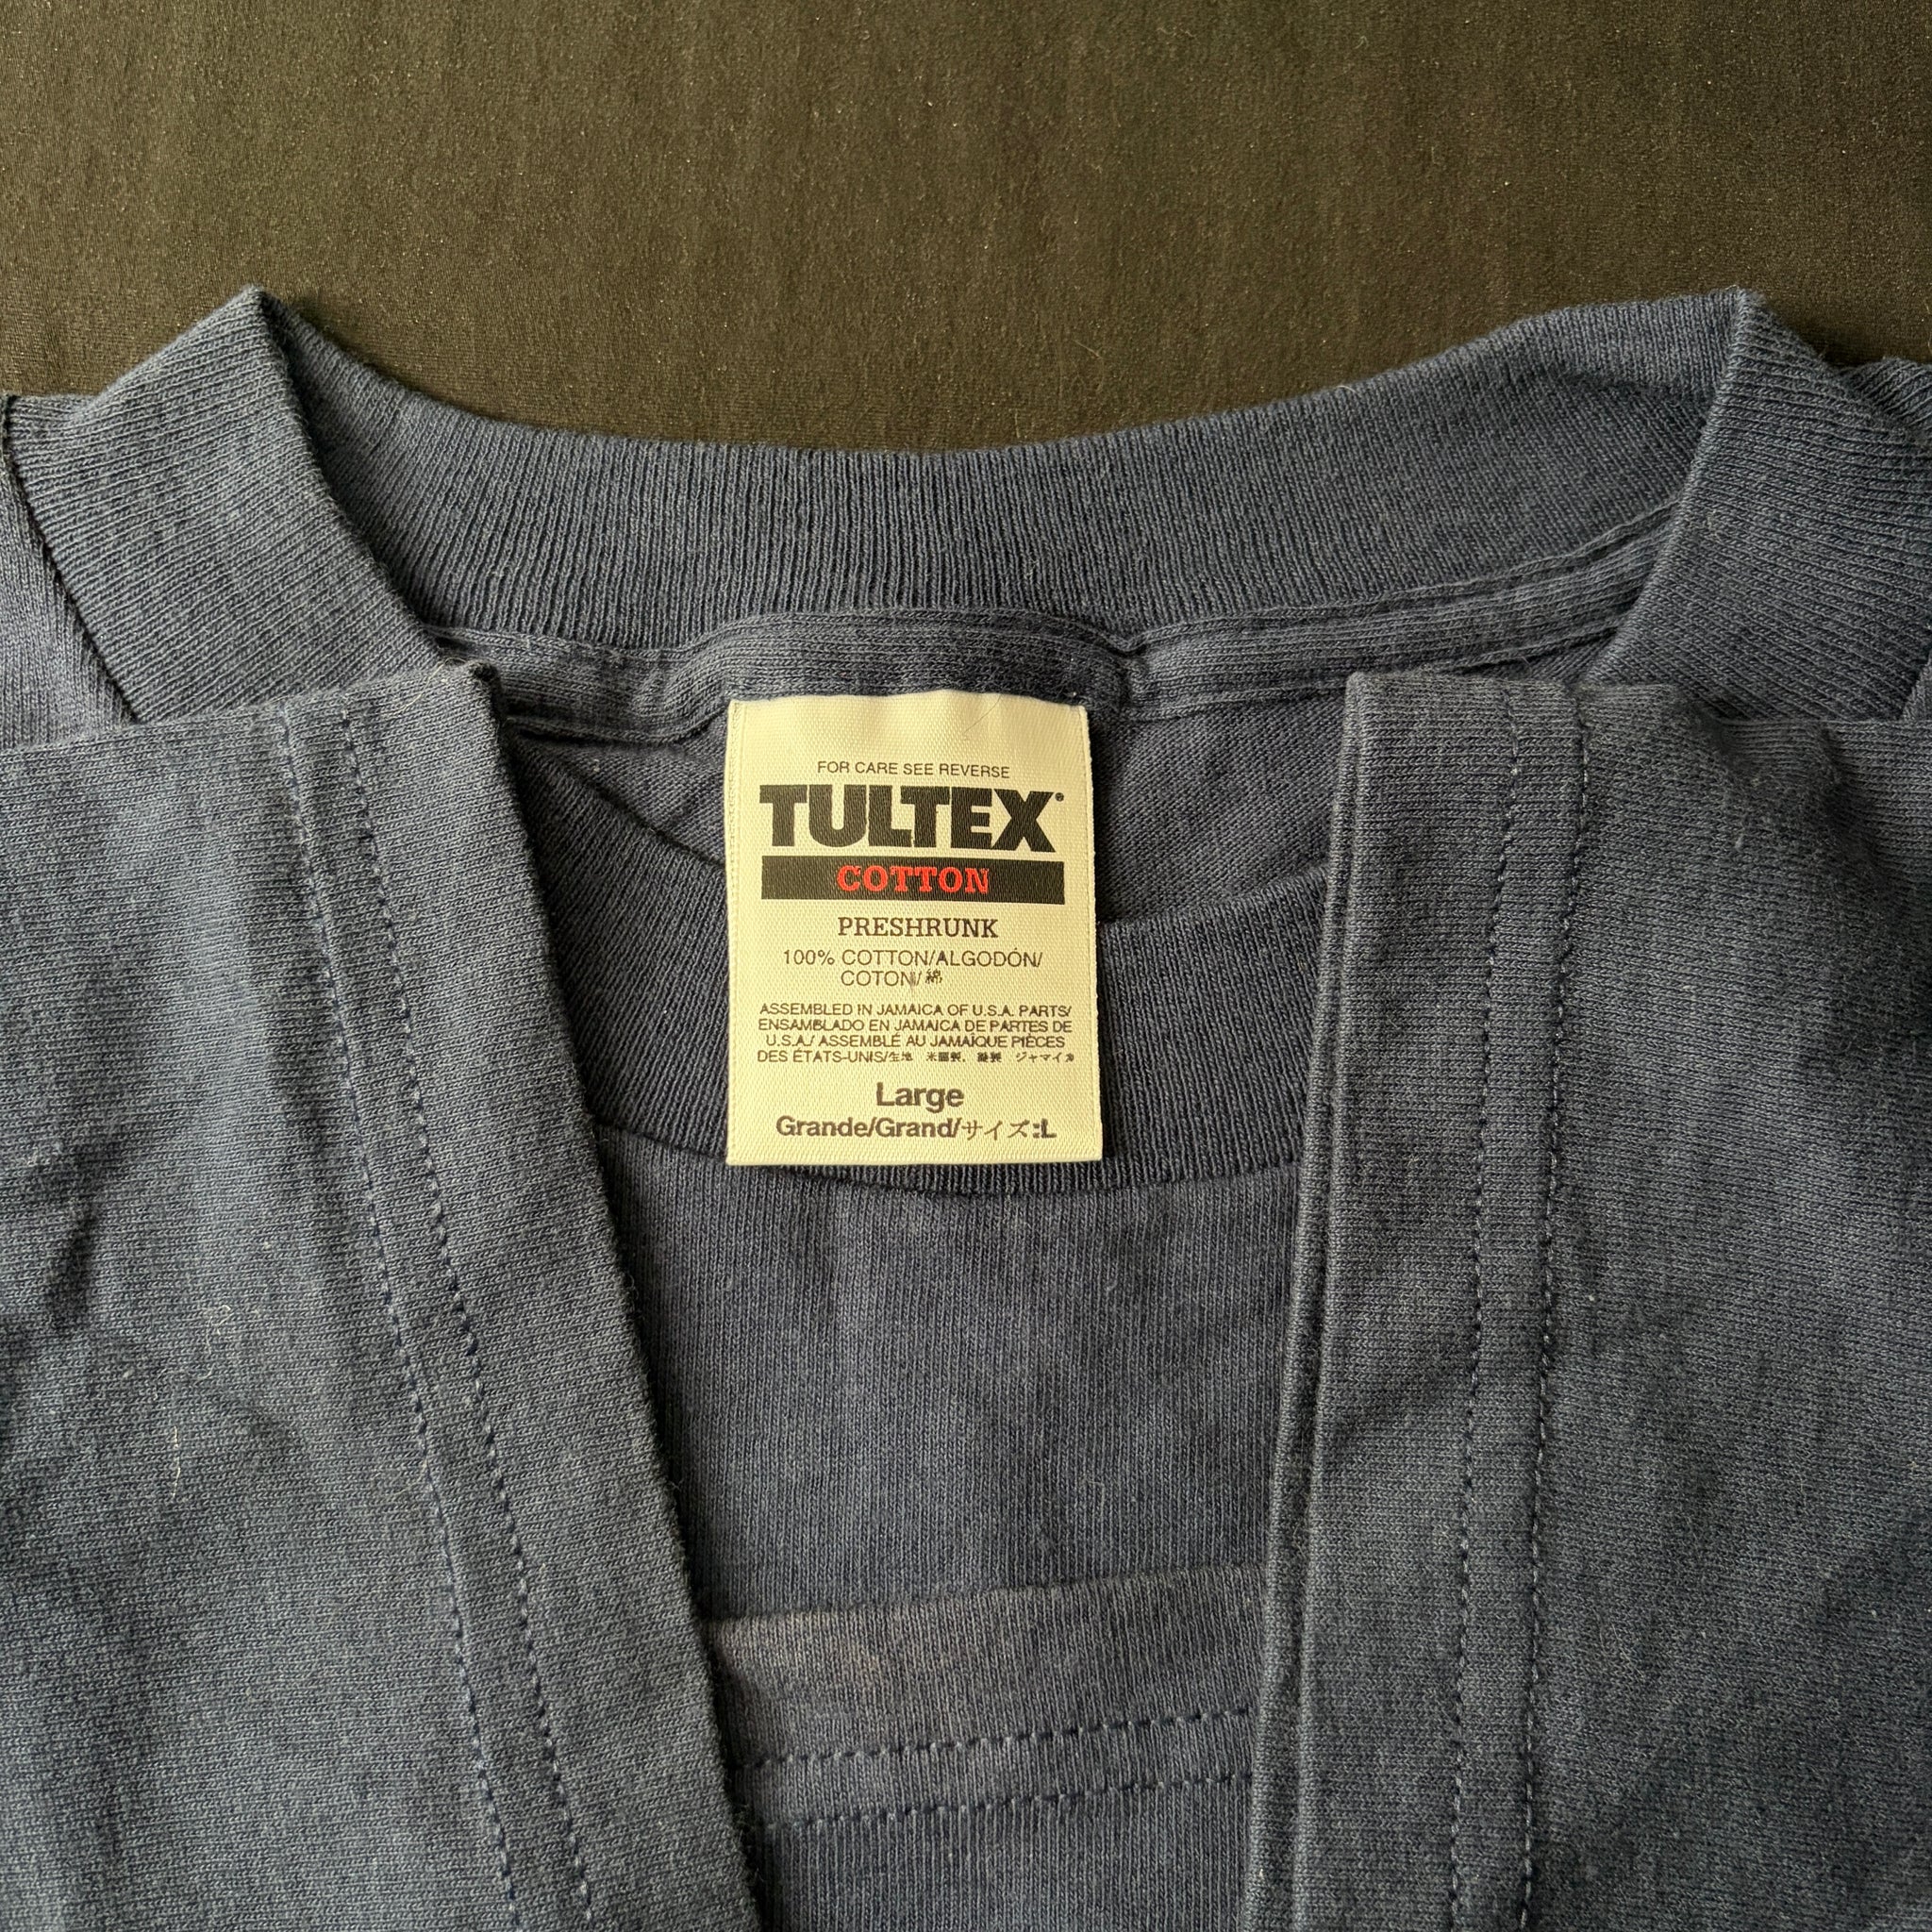 FOR CARE SEE REVERSE
TULTEX®
COTTON
PRESHRUNK
100% COTTON/ALGODÓN/
COTON/綿
ASSEMBLED IN JAMAICA OF U.S.A. PARTS/
ENSAMBLADO EN JAMAICA DE PARTES DE
U.S.A./ ASSEMBLÉ AU JAMAIQUE PIÈCES
DES ÉTATS-UNIS/生地 米国製、縫製 ジャマイカ
Large
Grande/Grand/サイズ:L